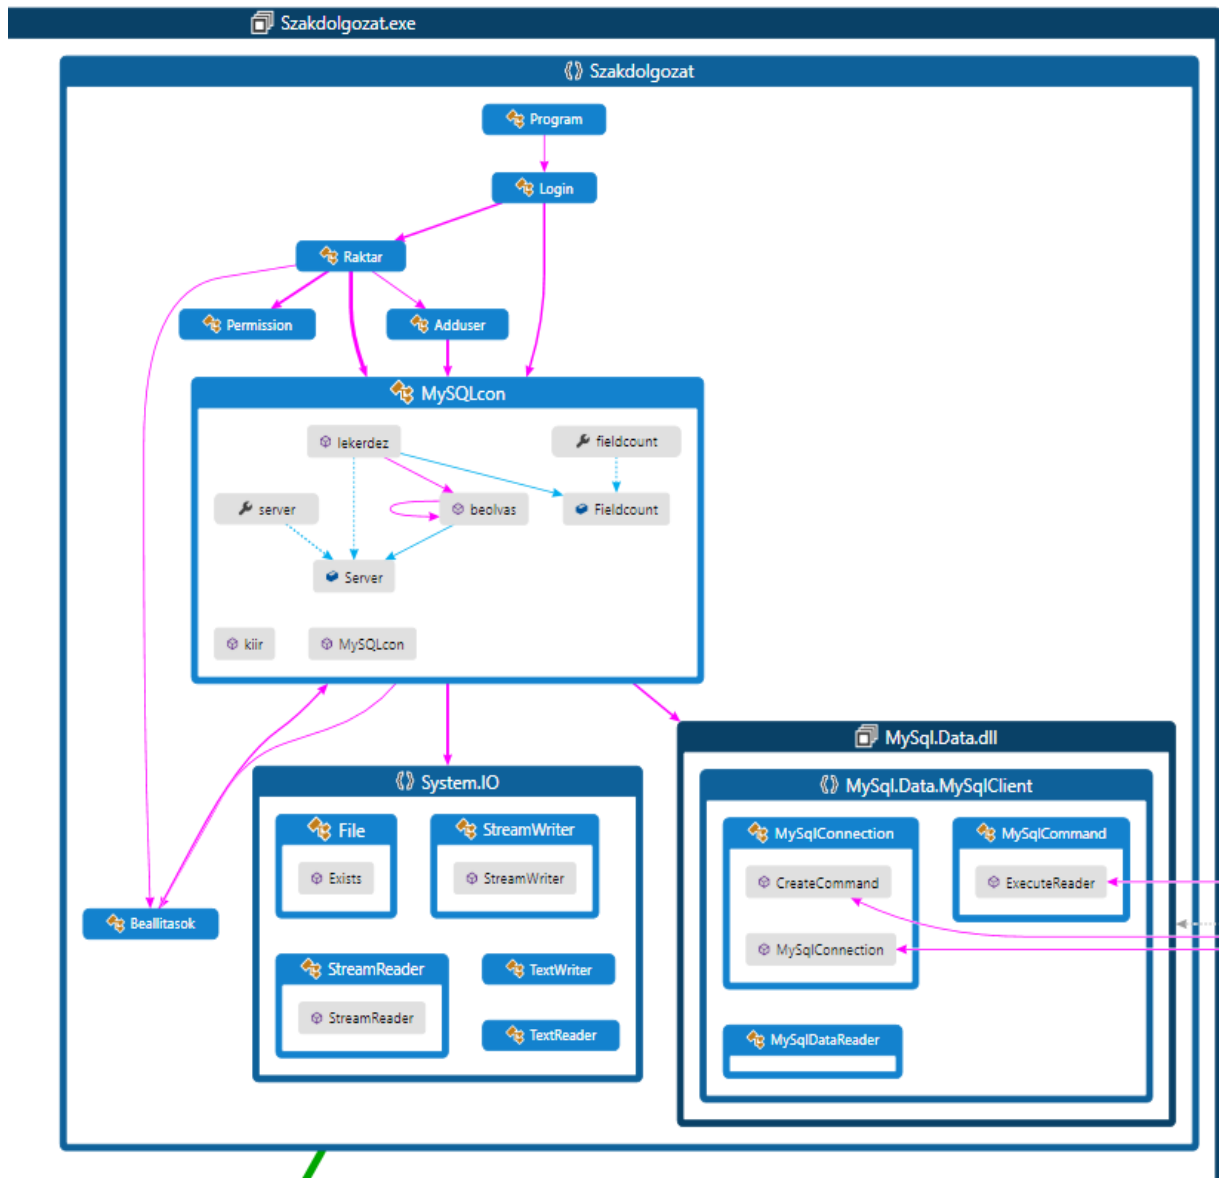 Szakdolgozat.exe
Szakdolgozat
Program
Login
Raktar
Permission
Adduser
MySQLcon
lekerdez
fieldcount
server
beolvas
Fieldcount
Server
kiir
MySQLcon
MySql.Data.dll
System.IO
MySql.Data.MySqlClient
File
StreamWriter
MySqlConnection
MySqlCommand
Exists
StreamWriter
CreateCommand
ExecuteReader
Beallitasok
MySqlConnection
StreamReader
TextWriter
StreamReader
TextReader
MySqlDataReader